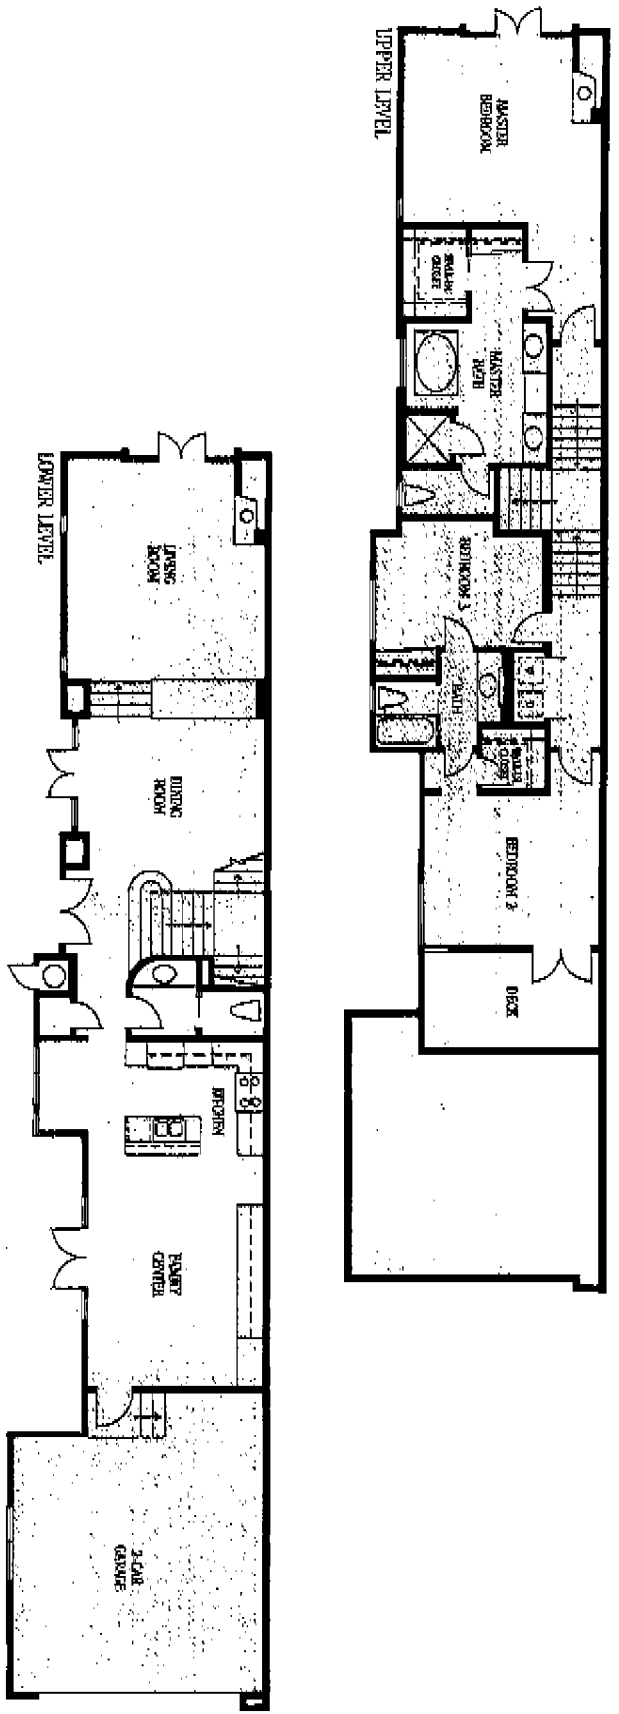 UPPER LEVEL
MASTER
BEDROOM
WALK-IN
CLOSET
MASTER
BATH
BEDROOM 3
BATH
WALK-IN
CLOSET
BEDROOM 2
DECK
LOWER LEVEL
LIVING
ROOM
DINING
ROOM
KITCHEN
FAMILY
CENTER
2-CAR
GARAGE